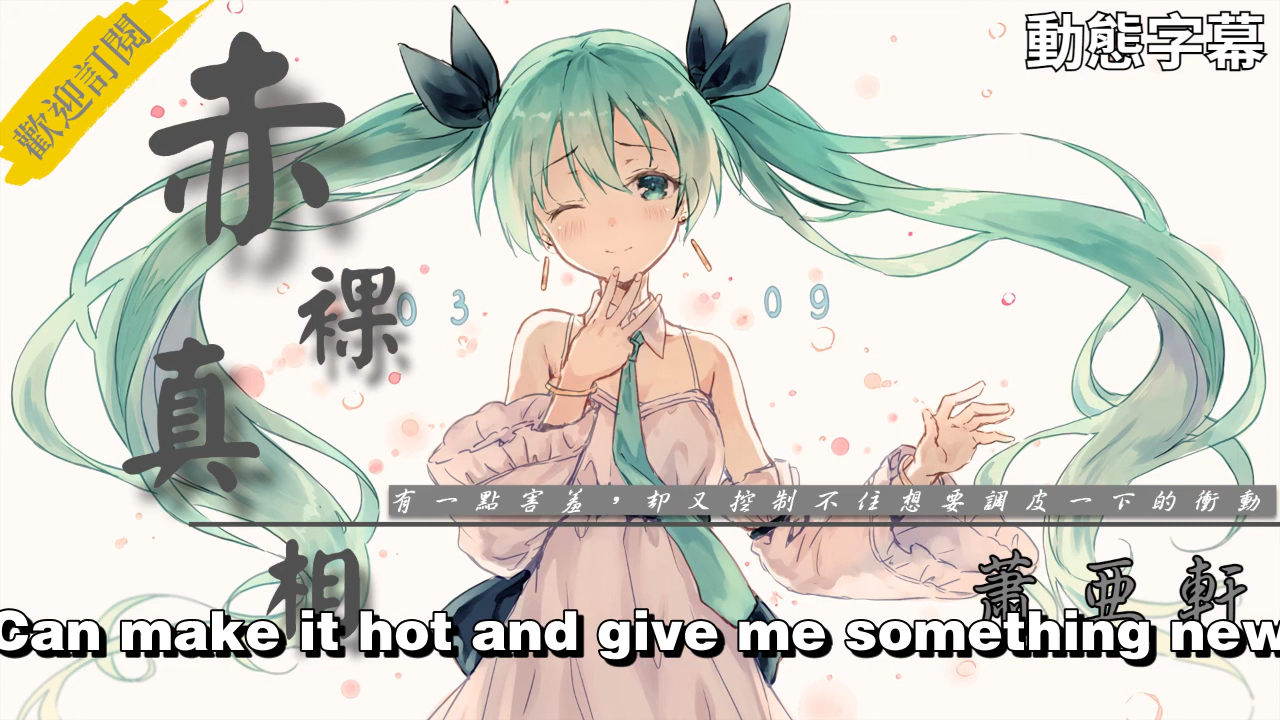 歡迎訂閱
動態字幕
赤裸真相
03 09
有一點害羞，却又控制不住想要調皮一下的衝動
蕭亞軒
Can make it hot and give me something new